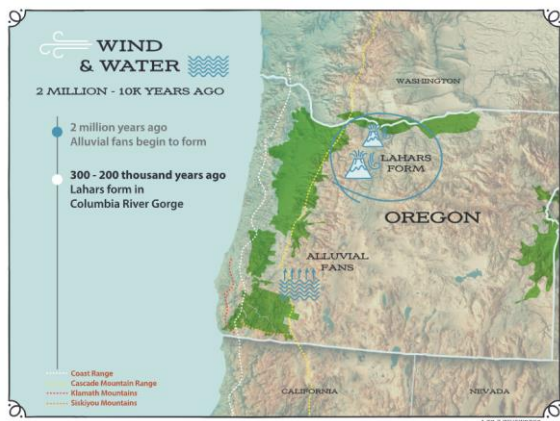 WIND
& WATER
2 MILLION - 10K YEARS AGO
2 million years ago
Alluvial fans begin to form
300 - 200 thousand years ago
Lahars form in
Columbia River Gorge
WASHINGTON
LAHARS
FORM
OREGON
ALLUVIAL
FANS
CALIFORNIA
NEVADA
Coast Range
Cascade Mountain Range
Klamath Mountains
Siskiyou Mountains